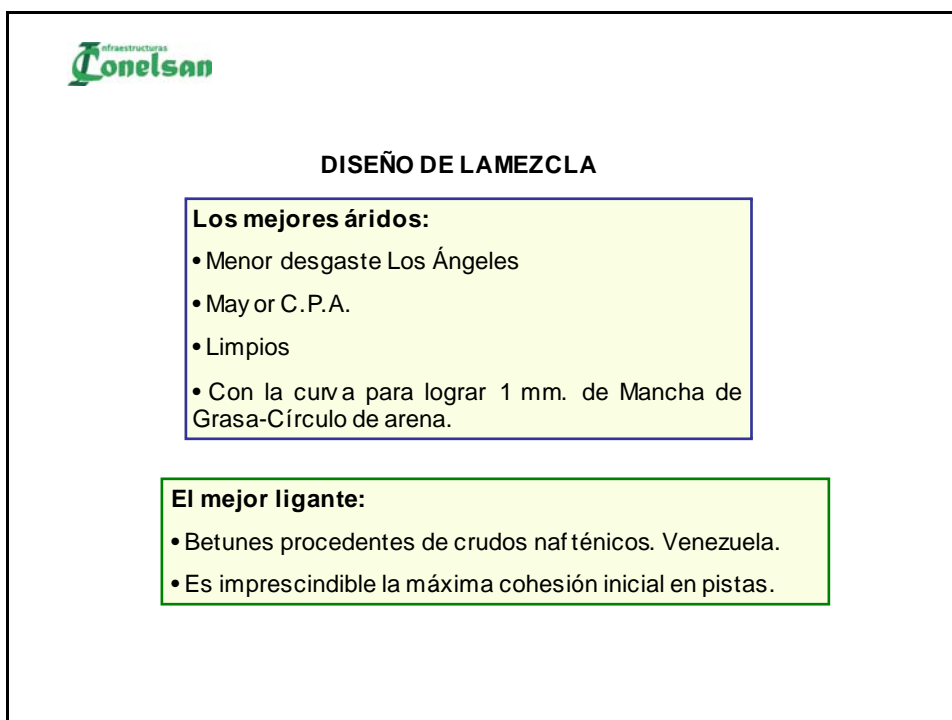 Infraestructuras
Conelsan
DISEÑO DE LA MEZCLA
Los mejores áridos:
• Menor desgaste Los Ángeles
• Mayor C.P.A.
• Limpios
• Con la curva para lograr 1 mm. de Mancha de
Grasa-Círculo de arena.
El mejor ligante:
• Betunes procedentes de crudos nafténicos. Venezuela.
• Es imprescindible la máxima cohesión inicial en pistas.